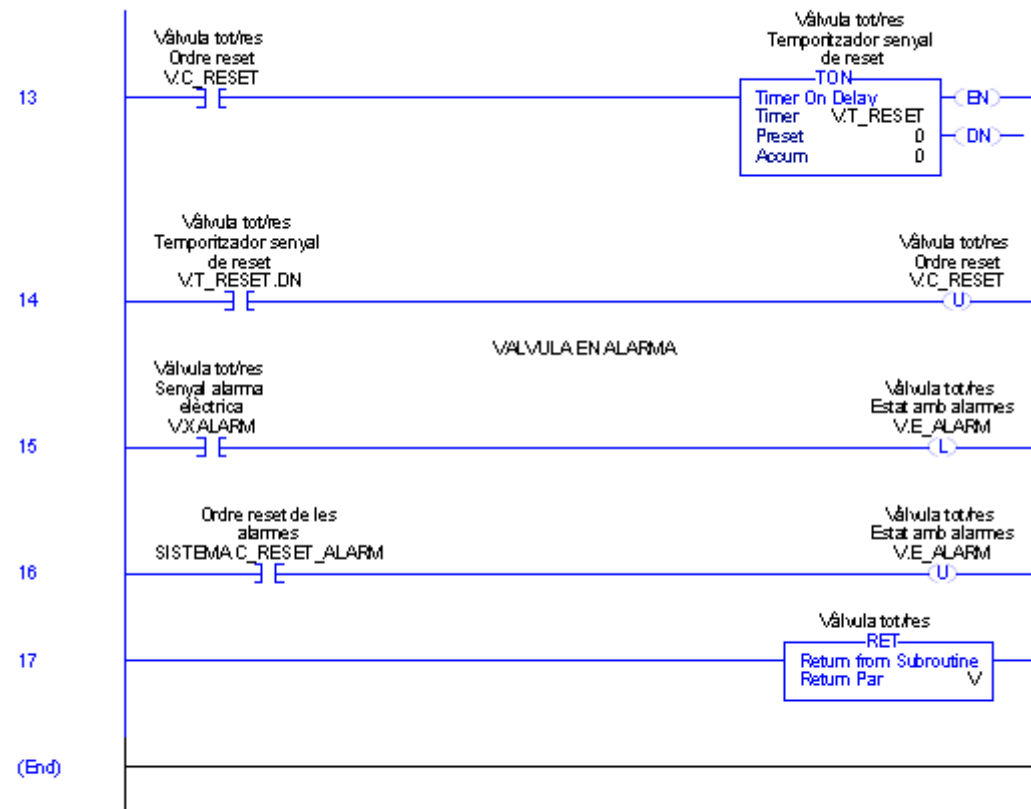 Vàlvula tot/res
Ordre reset
V.C_RESET
Vàlvula tot/res
Temporitzador senyal
de reset
13
TON
Timer On Delay
Timer V.T_RESET
Preset 0
Accum 0
EN
DN
Vàlvula tot/res
Temporitzador senyal
de reset
V.T_RESET.DN
Vàlvula tot/res
Ordre reset
V.C_RESET
14
U
VALVULA EN ALARMA
Vàlvula tot/res
Senyal alarma
elèctrica
V.X.ALARM
Vàlvula tot/res
Estat amb alarmes
V.E_ALARM
15
L
Ordre reset de les
alarmes
SISTEMA.C_RESET_ALARM
Vàlvula tot/res
Estat amb alarmes
V.E_ALARM
16
U
Vàlvula tot/res
17
RET
Return from Subroutine
Return Par V
(End)